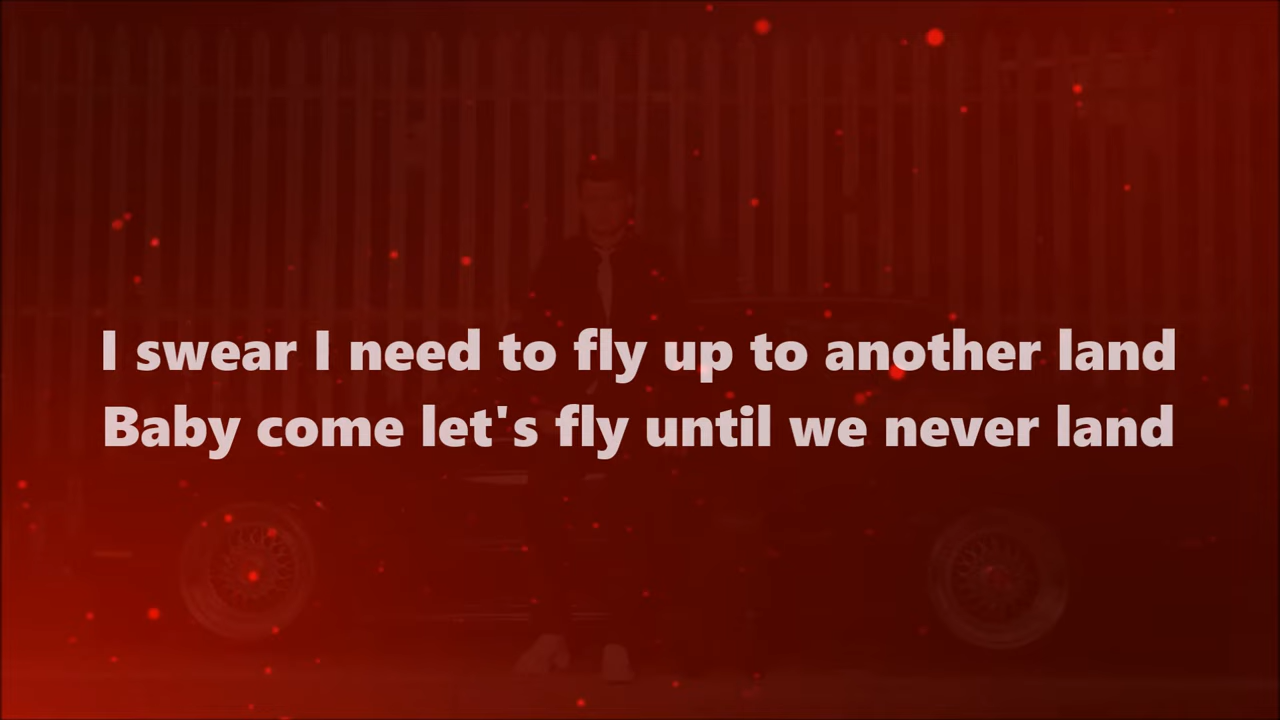 I swear I need to fly up to another land
Baby come let's fly until we never land